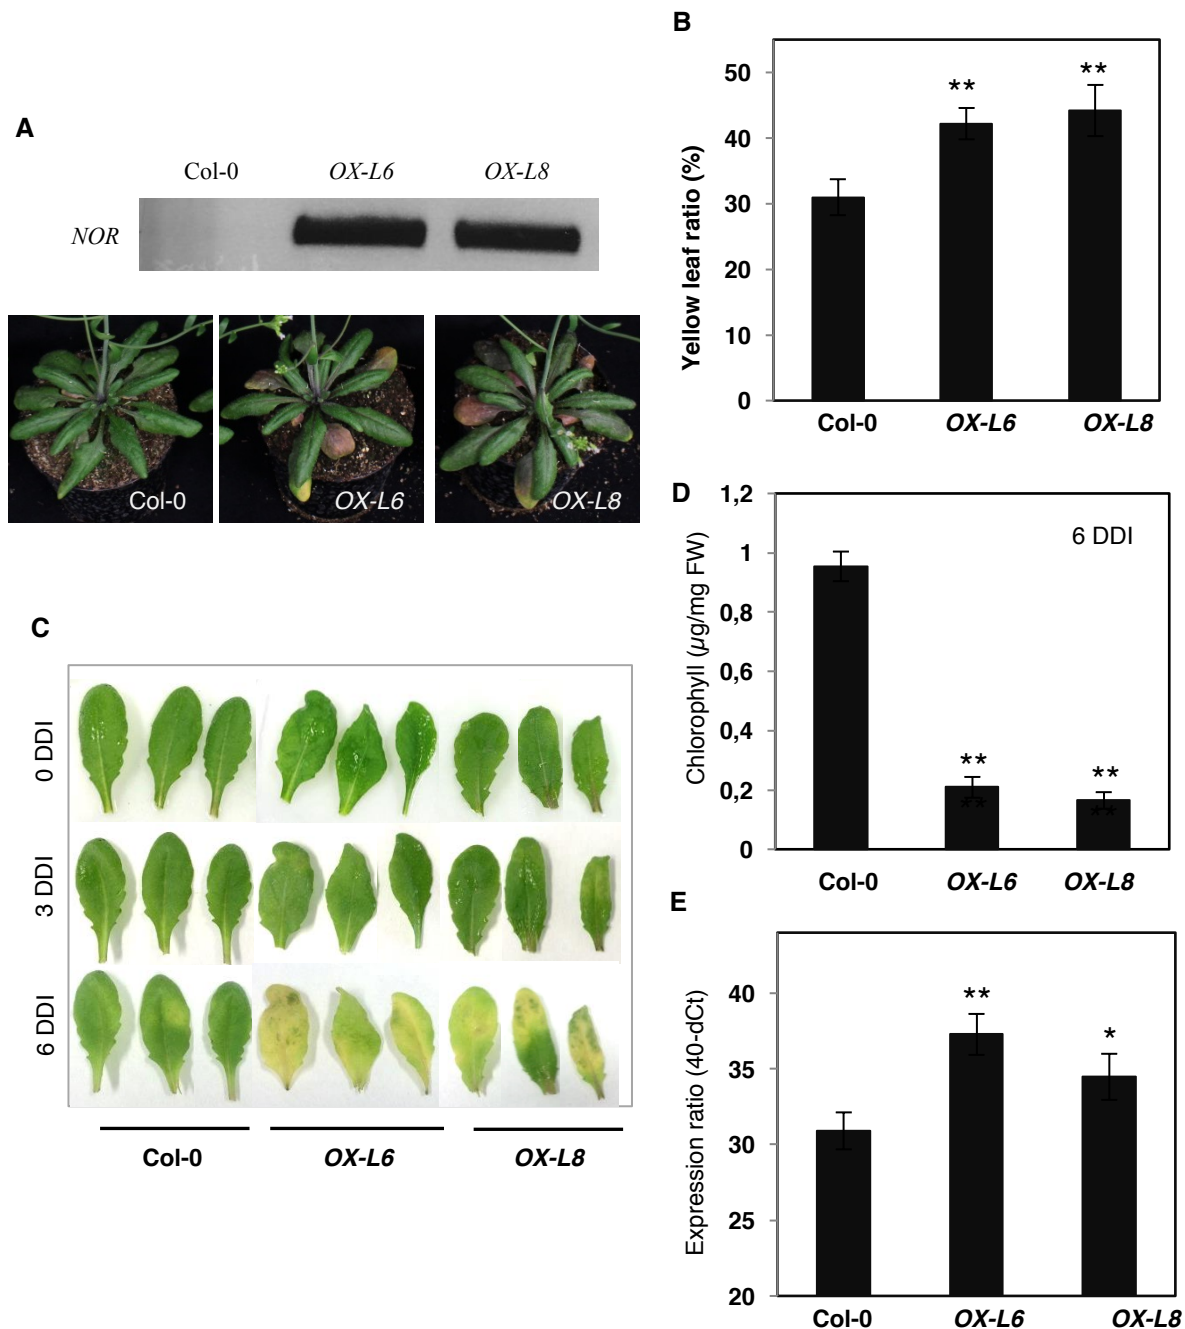 A
Col-0 OX-L6 OX-L8
NOR
Col-0 OX-L6 OX-L8
B
Yellow leaf ratio (%)
50
40
30
20
10
0
** **
Col-0 OX-L6 OX-L8
C
0 DDI
3 DDI
6 DDI
Col-0 OX-L6 OX-L8
D
Chlorophyll (µg/mg FW)
1,2
1
0,8
0,6
0,4
0,2
0
6 DDI
** **
** **
Col-0 OX-L6 OX-L8
E
Expression ratio (40-dCt)
40
35
30
25
20
** *
Col-0 OX-L6 OX-L8